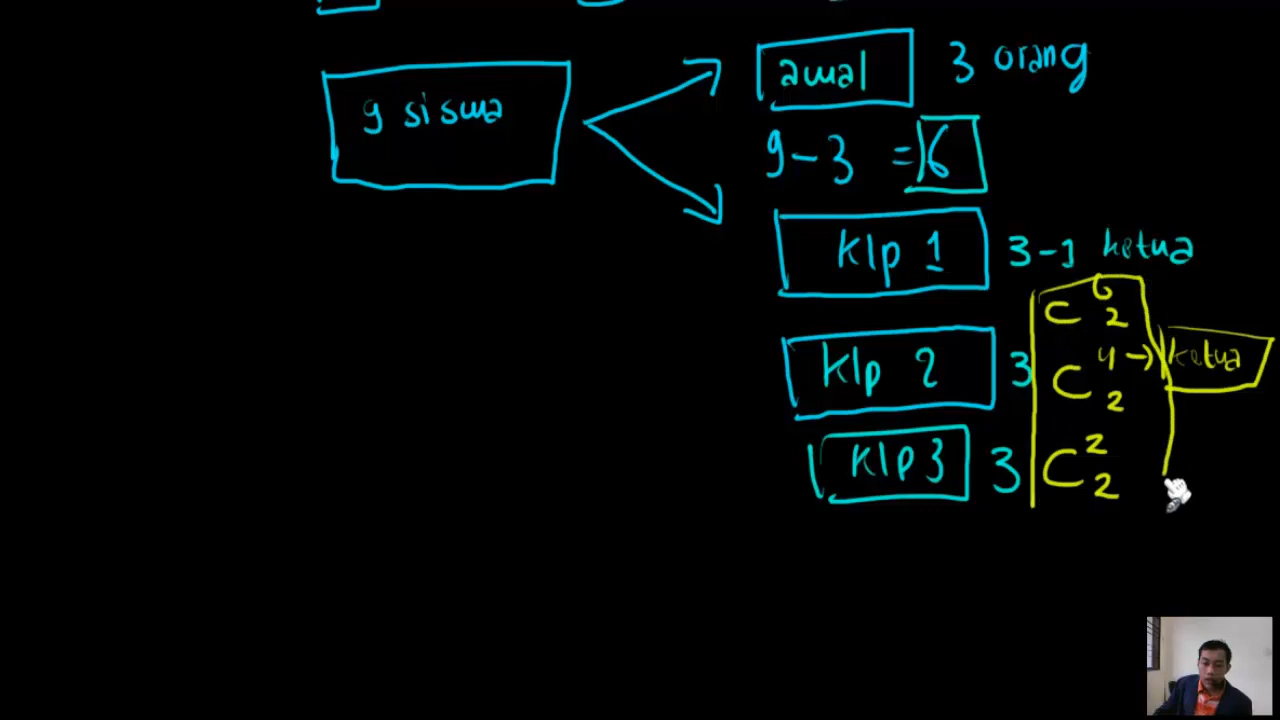 9 siswa
awal 3 orang
9 - 3 = 6
klp 1 3-1 ketua
C 6 2
klp 2 3 C 4 2 → ketua
klp 3 3 C 2 2